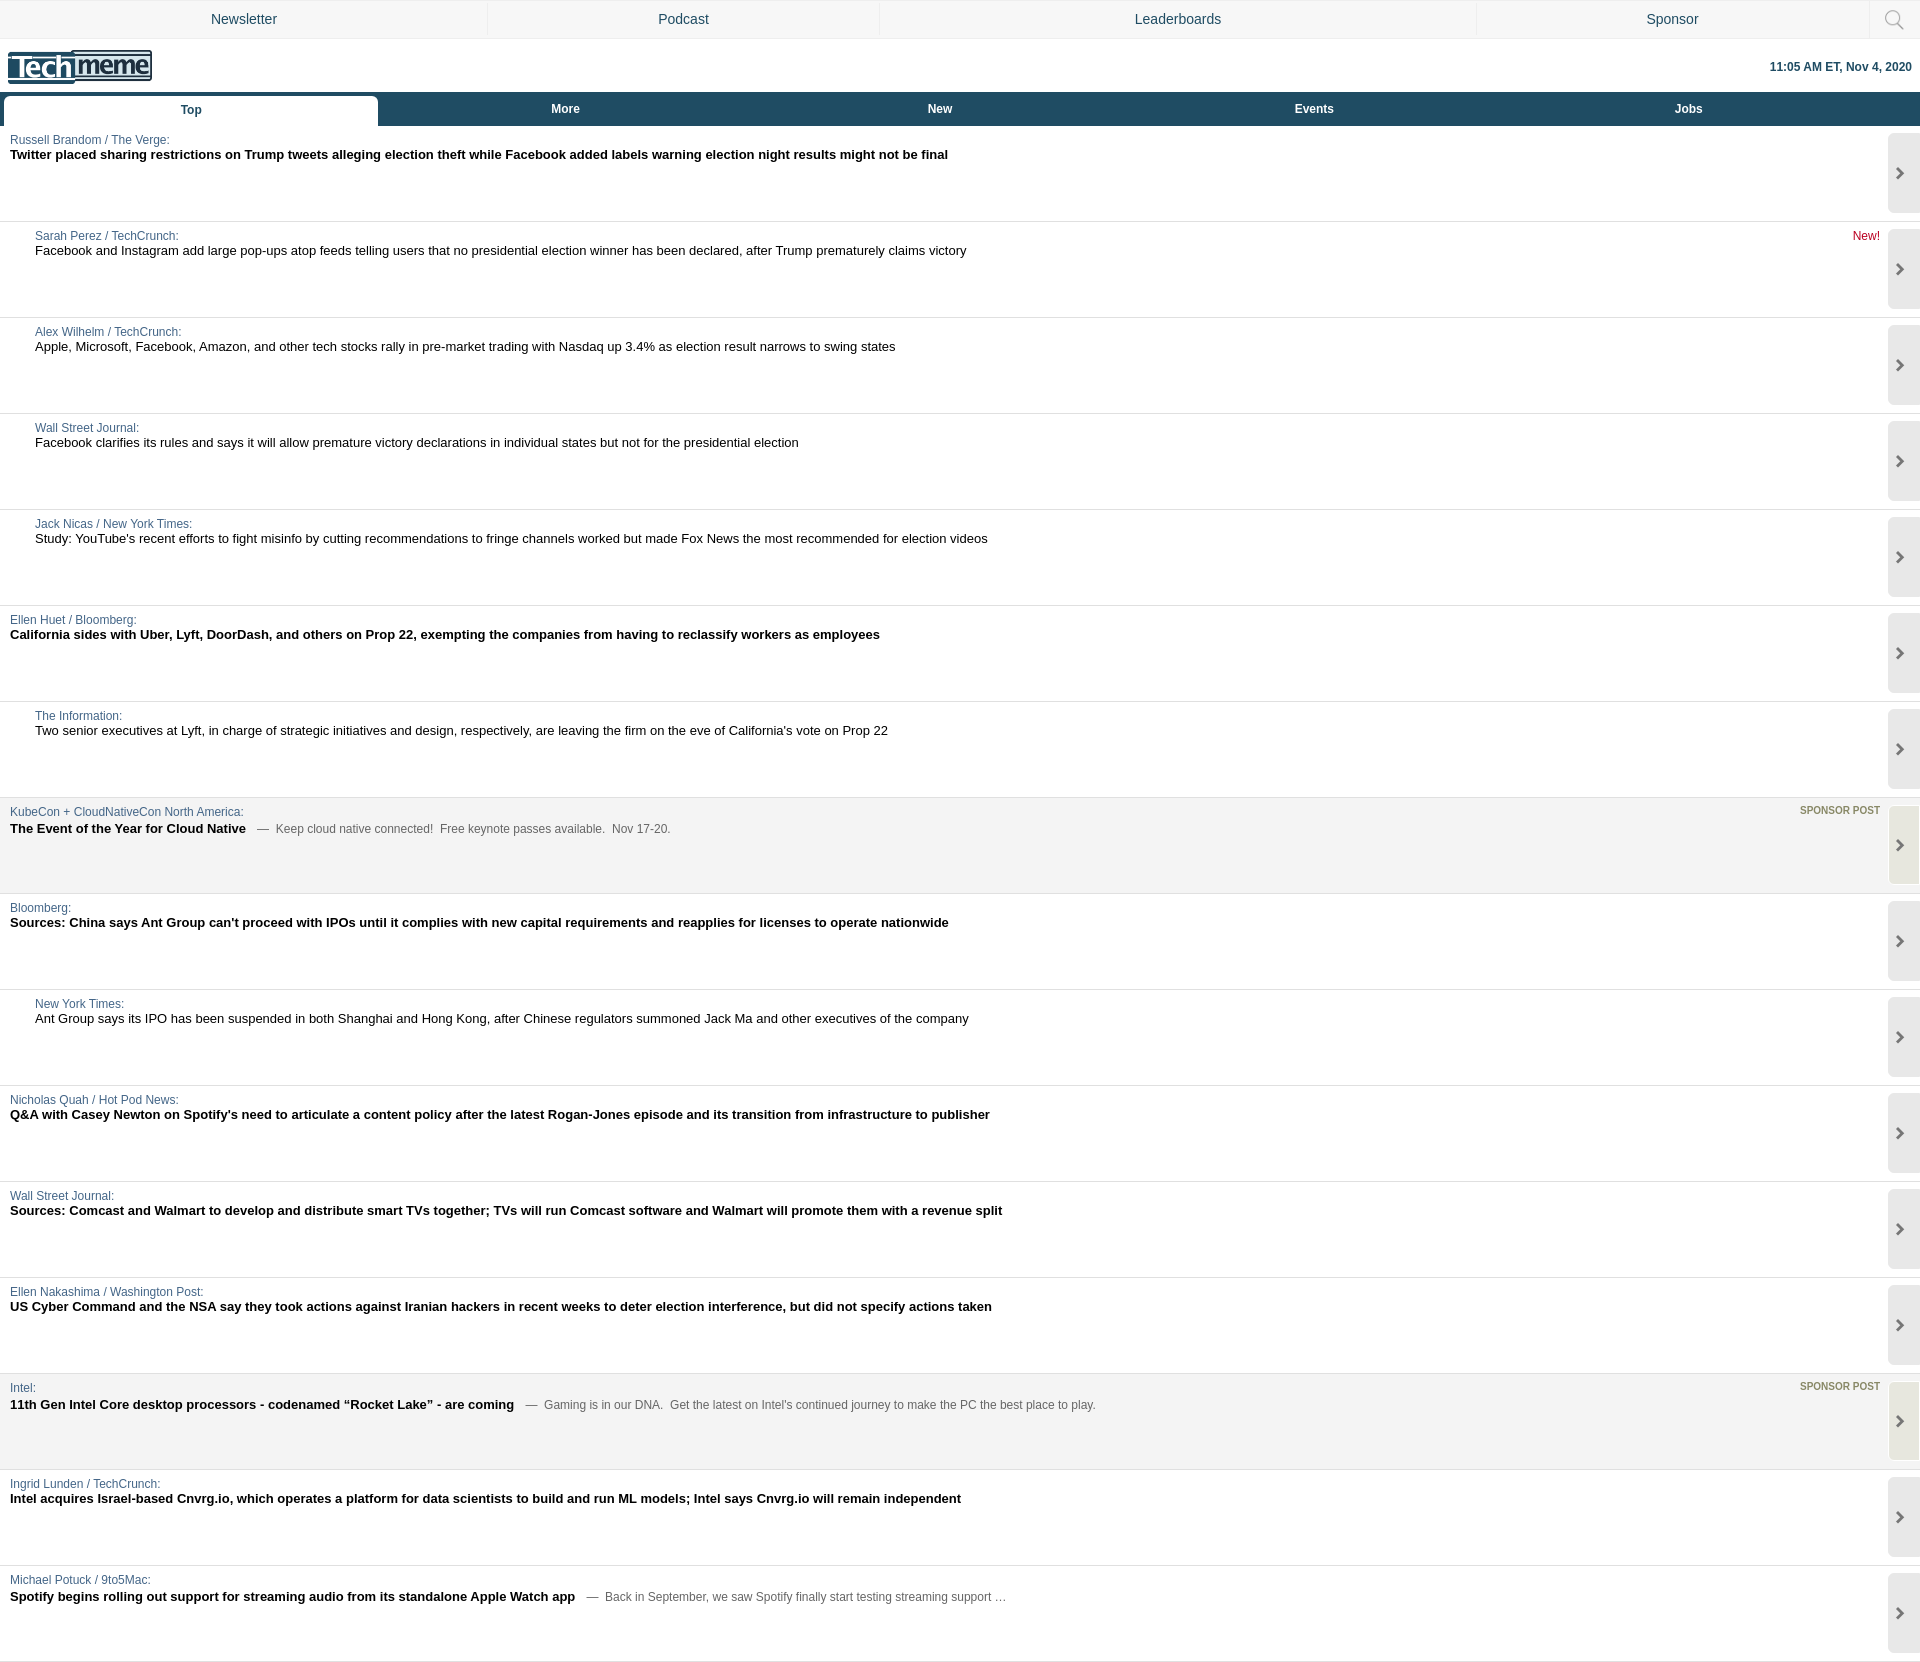 Newsletter
Podcast
Leaderboards
Sponsor
Techmeme
11:05 AM ET, Nov 4, 2020
Top
More
New
Events
Jobs
Russell Brandom / The Verge:
Twitter placed sharing restrictions on Trump tweets alleging election theft while Facebook added labels warning election night results might not be final
Sarah Perez / TechCrunch:
New!
Facebook and Instagram add large pop-ups atop feeds telling users that no presidential election winner has been declared, after Trump prematurely claims victory
Alex Wilhelm / TechCrunch:
Apple, Microsoft, Facebook, Amazon, and other tech stocks rally in pre-market trading with Nasdaq up 3.4% as election result narrows to swing states
Wall Street Journal:
Facebook clarifies its rules and says it will allow premature victory declarations in individual states but not for the presidential election
Jack Nicas / New York Times:
Study: YouTube's recent efforts to fight misinfo by cutting recommendations to fringe channels worked but made Fox News the most recommended for election videos
Ellen Huet / Bloomberg:
California sides with Uber, Lyft, DoorDash, and others on Prop 22, exempting the companies from having to reclassify workers as employees
The Information:
Two senior executives at Lyft, in charge of strategic initiatives and design, respectively, are leaving the firm on the eve of California's vote on Prop 22
KubeCon + CloudNativeCon North America:
SPONSOR POST
The Event of the Year for Cloud Native — Keep cloud native connected! Free keynote passes available. Nov 17-20.
Bloomberg:
Sources: China says Ant Group can't proceed with IPOs until it complies with new capital requirements and reapplies for licenses to operate nationwide
New York Times:
Ant Group says its IPO has been suspended in both Shanghai and Hong Kong, after Chinese regulators summoned Jack Ma and other executives of the company
Nicholas Quah / Hot Pod News:
Q&A with Casey Newton on Spotify's need to articulate a content policy after the latest Rogan-Jones episode and its transition from infrastructure to publisher
Wall Street Journal:
Sources: Comcast and Walmart to develop and distribute smart TVs together; TVs will run Comcast software and Walmart will promote them with a revenue split
Ellen Nakashima / Washington Post:
US Cyber Command and the NSA say they took actions against Iranian hackers in recent weeks to deter election interference, but did not specify actions taken
Intel:
SPONSOR POST
11th Gen Intel Core desktop processors - codenamed “Rocket Lake” - are coming — Gaming is in our DNA. Get the latest on Intel's continued journey to make the PC the best place to play.
Ingrid Lunden / TechCrunch:
Intel acquires Israel-based Cnvrg.io, which operates a platform for data scientists to build and run ML models; Intel says Cnvrg.io will remain independent
Michael Potuck / 9to5Mac:
Spotify begins rolling out support for streaming audio from its standalone Apple Watch app — Back in September, we saw Spotify finally start testing streaming support …